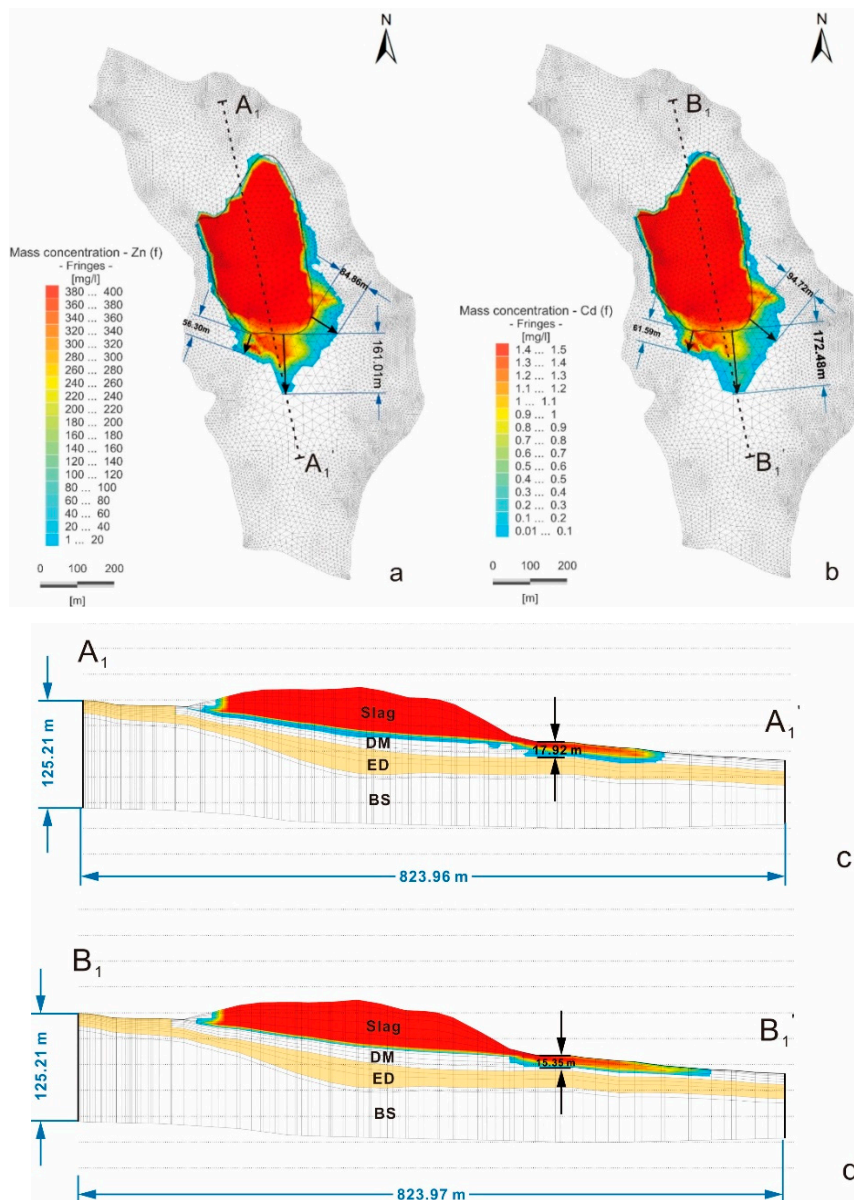 N
A1
Mass concentration - Zn (f)
- Fringes -
[mg/l]
380 ... 400
360 ... 380
340 ... 360
320 ... 340
300 ... 320
280 ... 300
260 ... 280
240 ... 260
220 ... 240
200 ... 220
180 ... 200
160 ... 180
140 ... 160
120 ... 140
100 ... 120
80 ... 100
60 ... 80
40 ... 60
20 ... 40
1 ... 20
84.86m
56.30m
161.01m
A1'
0 100 200
[m]
a
N
B1
Mass concentration - Cd (f)
- Fringes -
[mg/l]
1.4 ... 1.5
1.3 ... 1.4
1.2 ... 1.3
1.1 ... 1.2
1 ... 1.1
0.9 ... 1
0.8 ... 0.9
0.7 ... 0.8
0.6 ... 0.7
0.5 ... 0.6
0.4 ... 0.5
0.3 ... 0.4
0.2 ... 0.3
0.1 ... 0.2
0.01 ... 0.1
94.72m
61.59m
172.48m
B1'
0 100 200
[m]
b
A1
A1'
125.21 m
Slag
DM
ED
BS
17.92 m
823.96 m
c
B1
B1'
125.21 m
Slag
DM
ED
BS
15.35 m
823.97 m
d